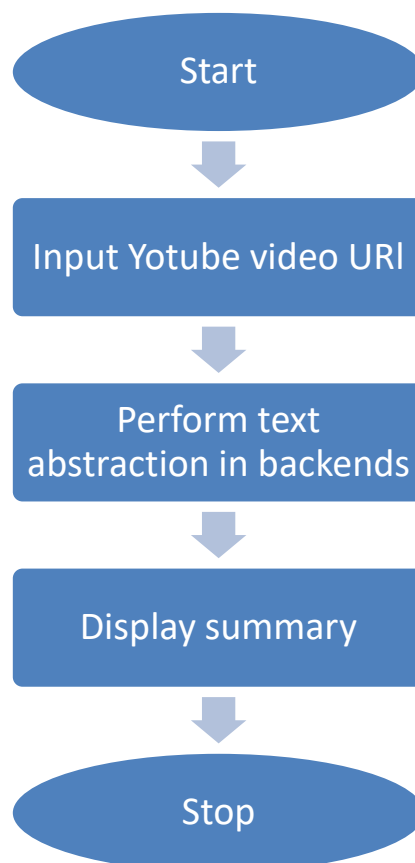 Start
Input Yotube video URl
Perform text
abstraction in backends
Display summary
Stop